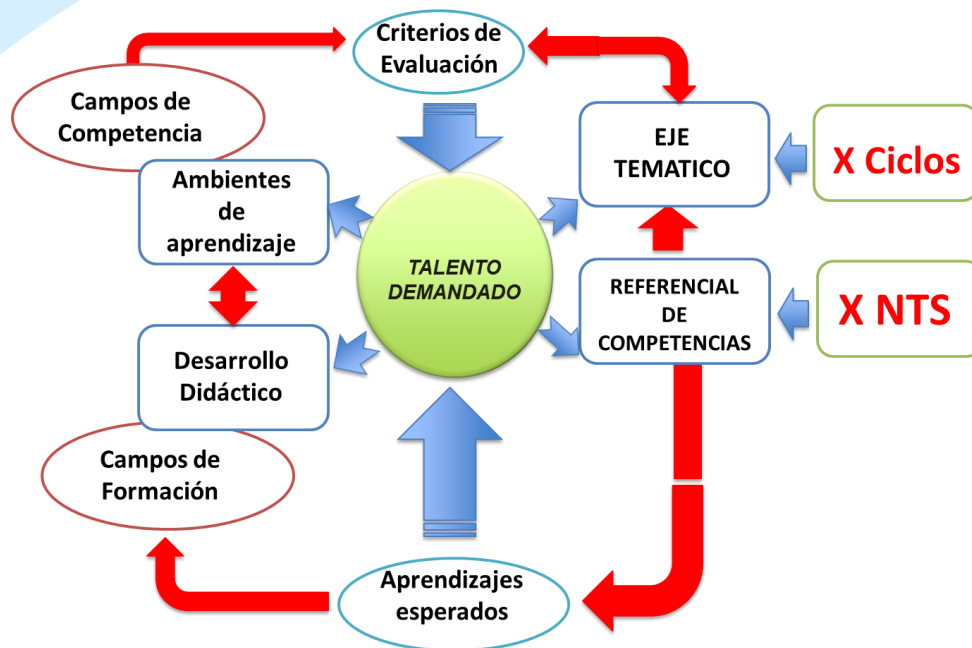 Criterios de
Evaluación
Campos de
Competencia
EJE
TEMATICO
X Ciclos
Ambientes
de
aprendizaje
TALENTO
DEMANDADO
REFERENCIAL
DE
COMPETENCIAS
X NTS
Desarrollo
Didáctico
Campos de
Formación
Aprendizajes
esperados